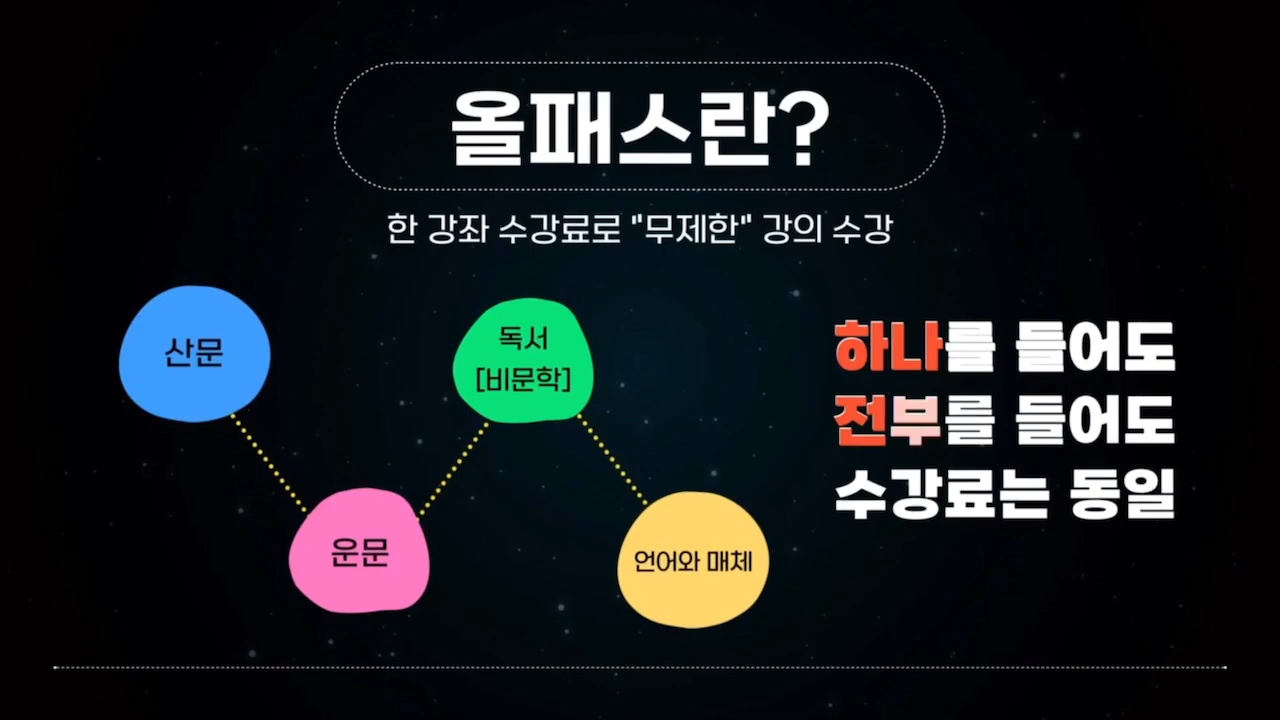 올패스란?
한 강좌 수강료로 "무제한" 강의 수강
산문
운문
독서
[비문학]
언어와 매체
하나를 들어도
전부를 들어도
수강료는 동일